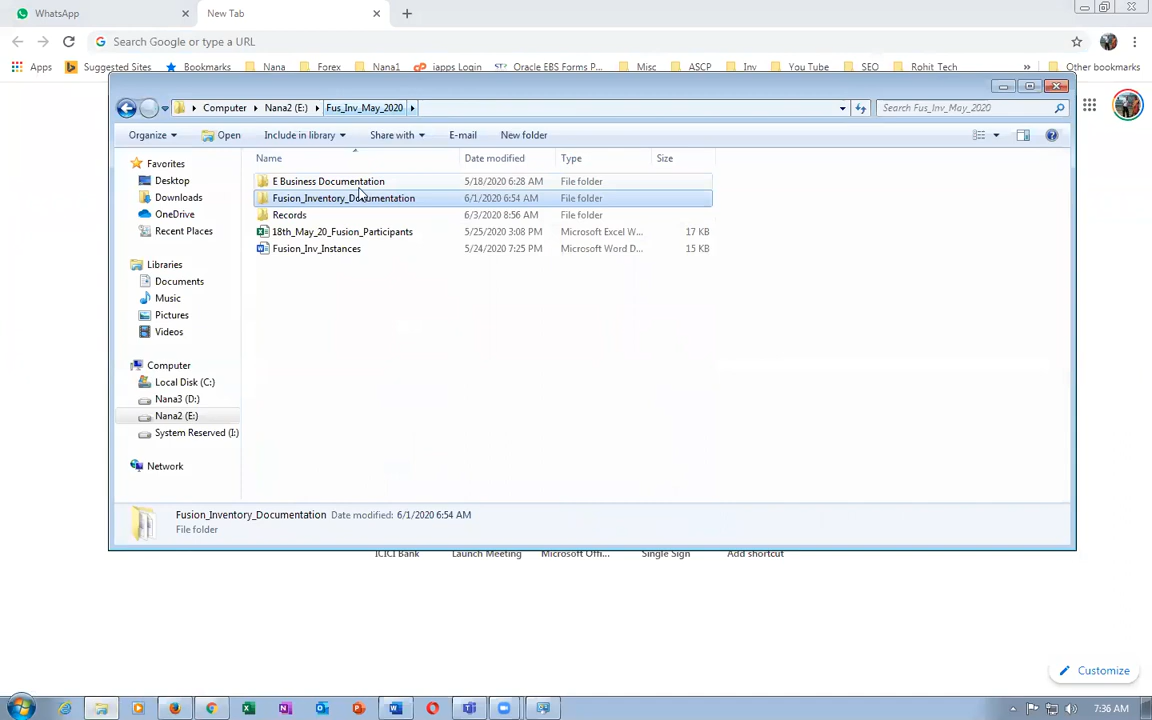 WhatsApp
New Tab
Search Google or type a URL
Apps
Suggested Sites
Bookmarks
Nana
Forex
Nana1
iapps Login
Oracle EBS Forms P...
Misc
ASCP
Inv
You Tube
SEO
Rohit Tech
»
Other bookmarks
Computer
Nana2 (E:)
Fus_Inv_May_2020
Search Fus_Inv_May_2020
Organize
Open
Include in library
Share with
E-mail
New folder
Name
Date modified
Type
Size
Favorites
Desktop
Downloads
OneDrive
Recent Places
Libraries
Documents
Music
Pictures
Videos
Computer
Local Disk (C:)
Nana3 (D:)
Nana2 (E:)
System Reserved (I:)
Network
E Business Documentation 5/18/2020 6:28 AM File folder
Fusion_Inventory_Documentation 6/1/2020 6:54 AM File folder
Records 6/3/2020 8:56 AM File folder
18th_May_20_Fusion_Participants 5/25/2020 3:08 PM Microsoft Excel W... 17 KB
Fusion_Inv_Instances 5/24/2020 7:25 PM Microsoft Word D... 15 KB
Fusion_Inventory_Documentation Date modified: 6/1/2020 6:54 AM
File folder
ICICI Bank
Launch Meeting
Microsoft Offi...
Single Sign
Add shortcut
Customize
7:36 AM